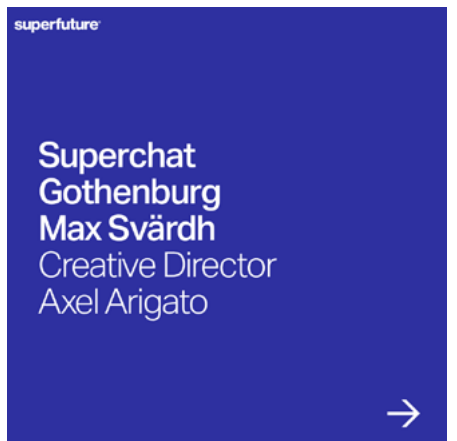 superfuture
Superchat
Gothenburg
Max Svärdh
Creative Director
Axel Arigato